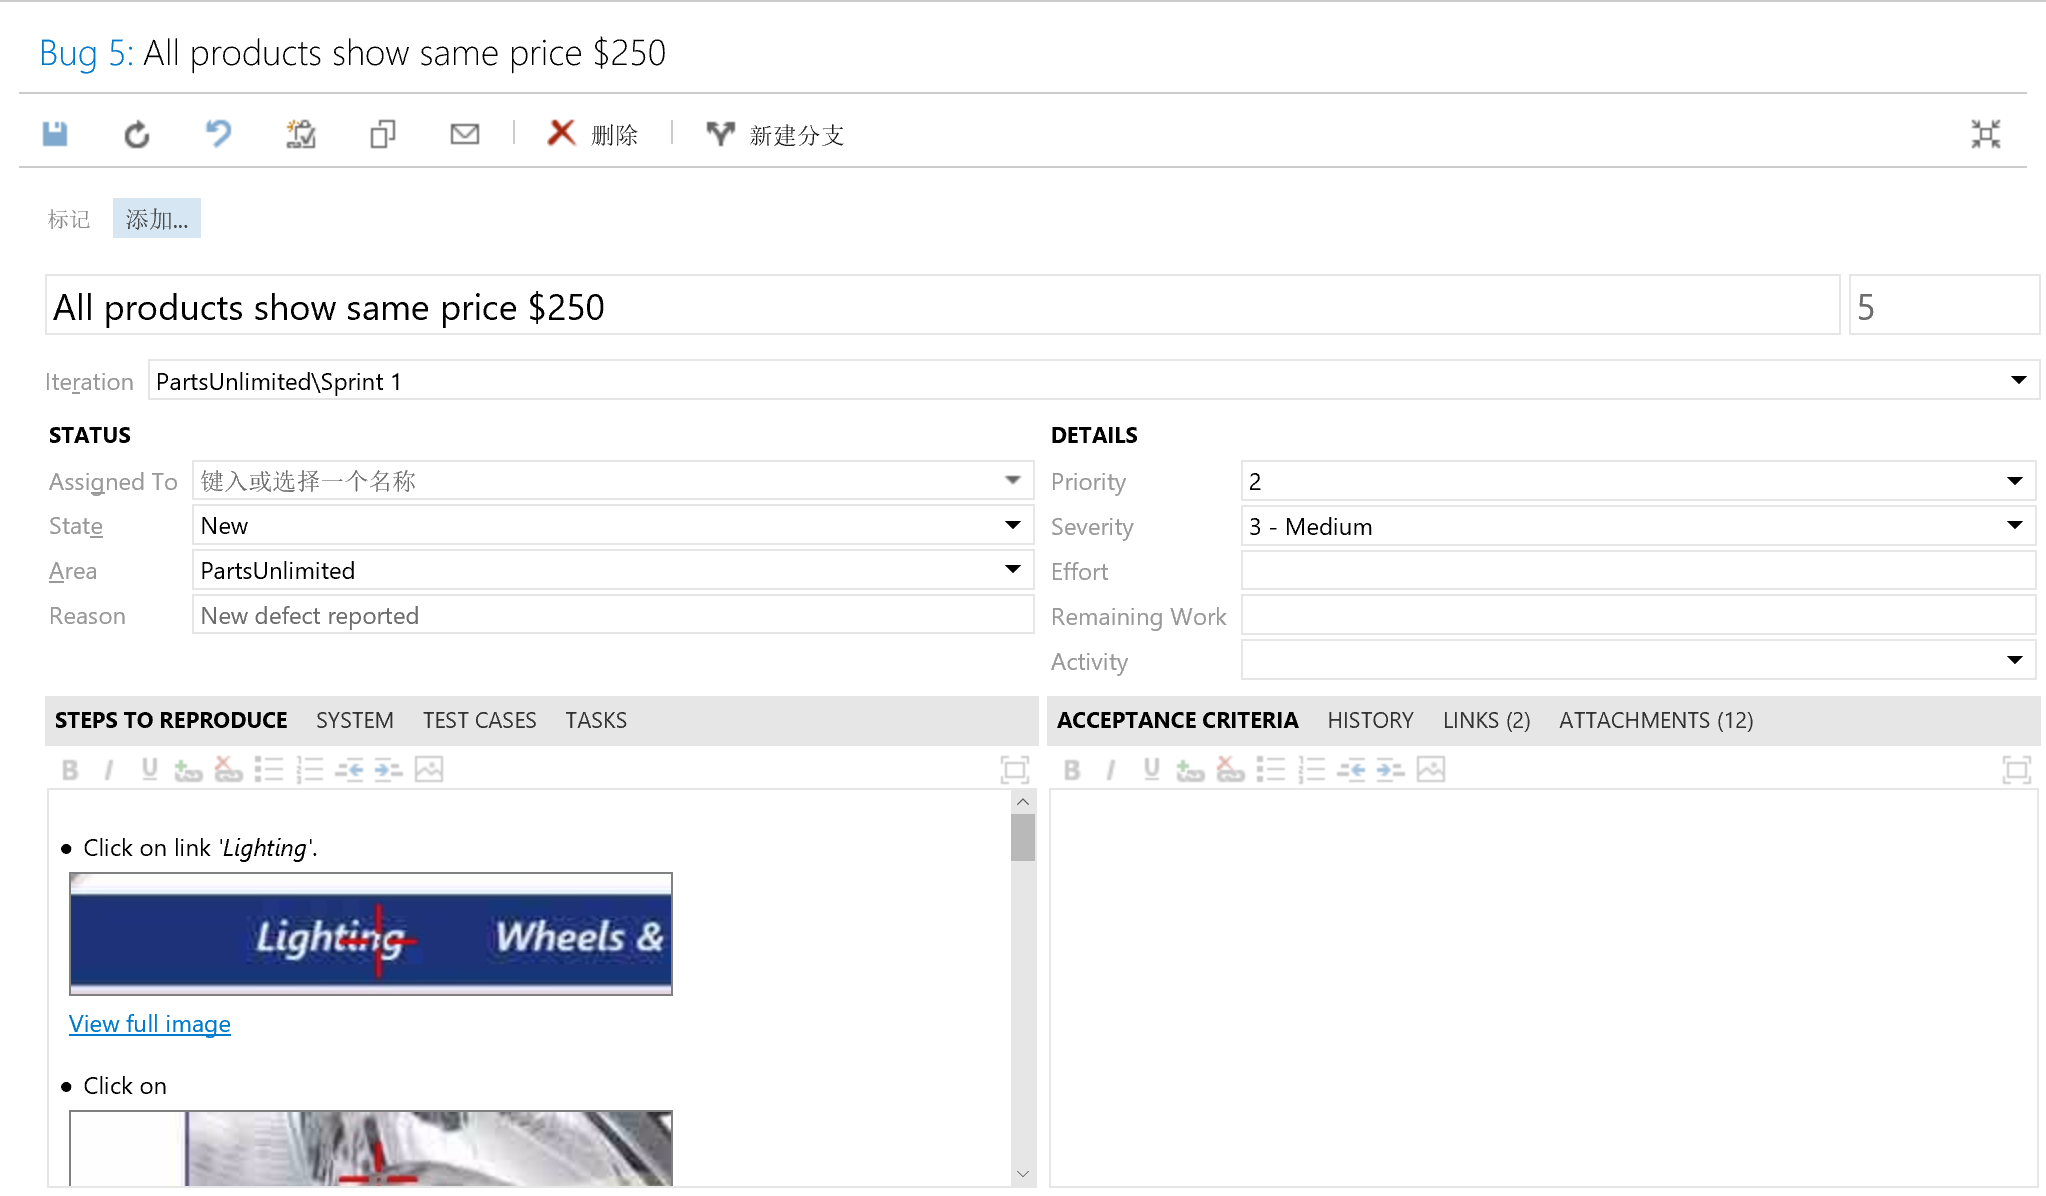 Bug 5: All products show same price $250
删除 新建分支
标记 添加...
All products show same price $250 5
Iteration PartsUnlimited\Sprint 1
STATUS
Assigned To 键入或选择一个名称
State New
Area PartsUnlimited
Reason New defect reported
DETAILS
Priority 2
Severity 3 - Medium
Effort
Remaining Work
Activity
STEPS TO REPRODUCE SYSTEM TEST CASES TASKS
B I U
• Click on link 'Lighting'.
Lighting Wheels &
View full image
• Click on
ACCEPTANCE CRITERIA HISTORY LINKS (2) ATTACHMENTS (12)
B I U